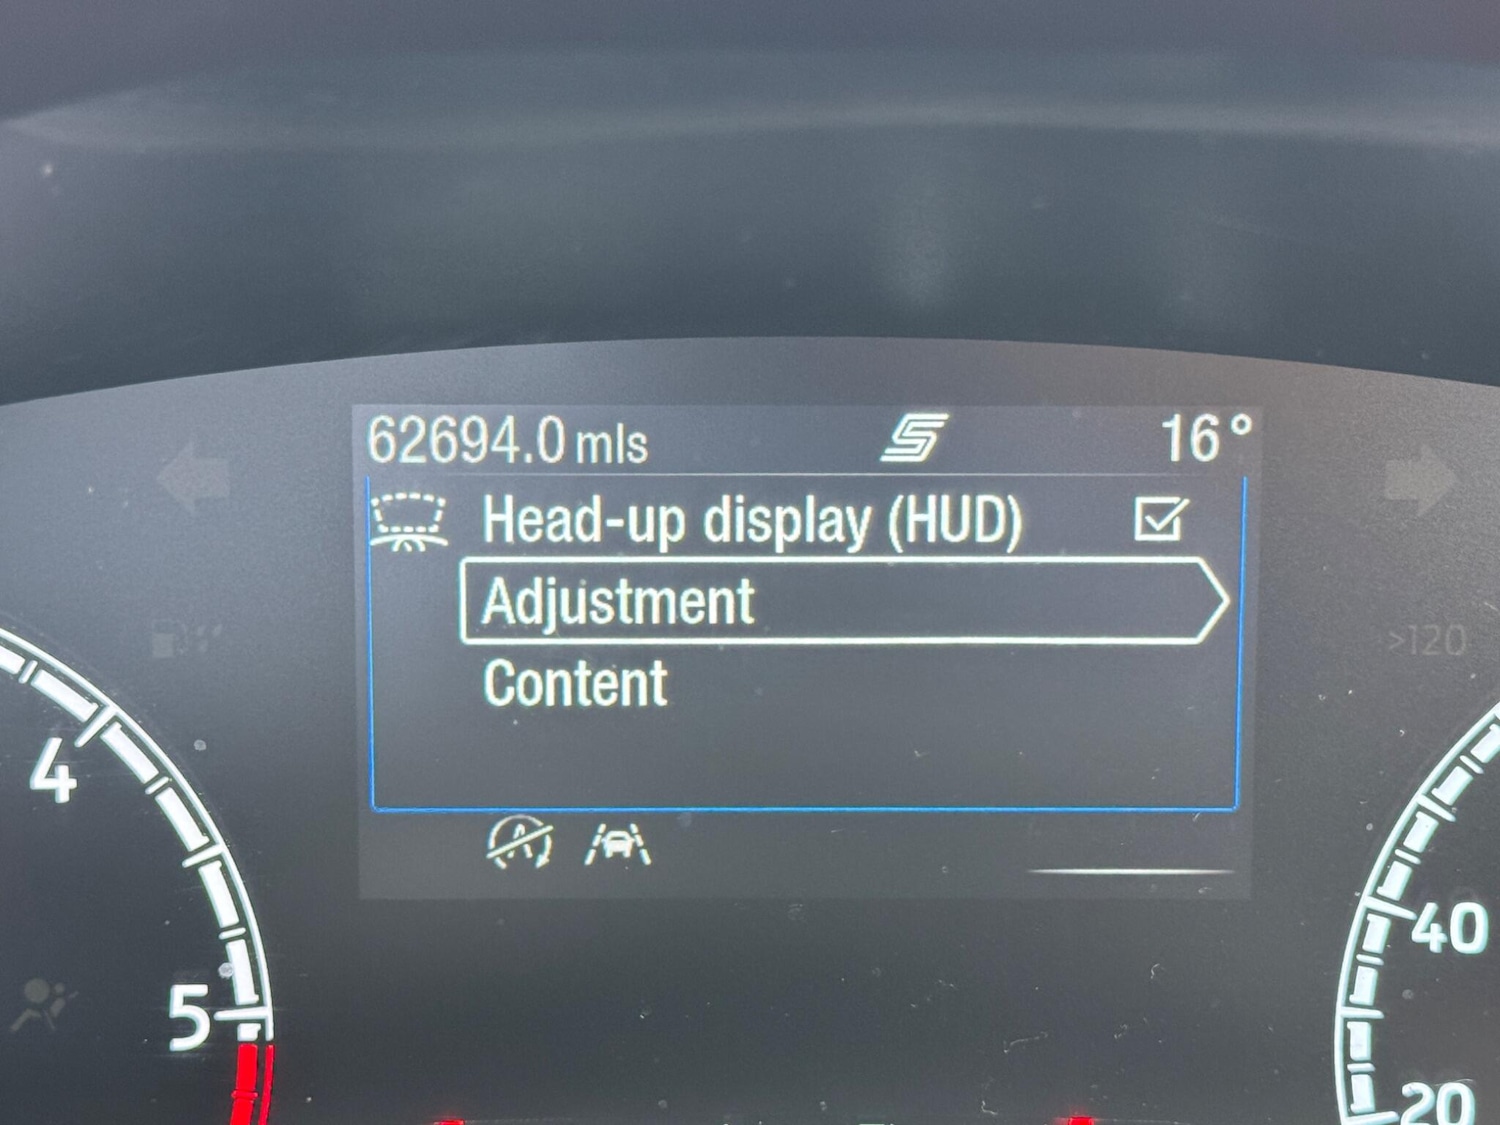 62694.0 mls 16°
Head-up display (HUD)
Adjustment
Content
>120
4
5
40
20